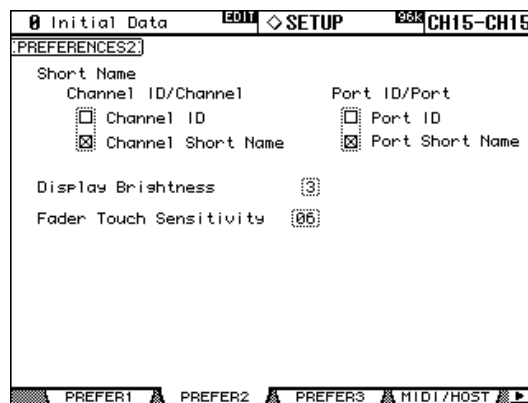 0 Initial Data EDIT ◇SETUP 96k CH15-CH15
PREFERENCES2
Short Name
Channel ID/Channel Port ID/Port
Channel ID Port ID
Channel Short Name Port Short Name
Display Brightness 3
Fader Touch Sensitivity 06
PREFER1 PREFER2 PREFER3 MIDI/HOST